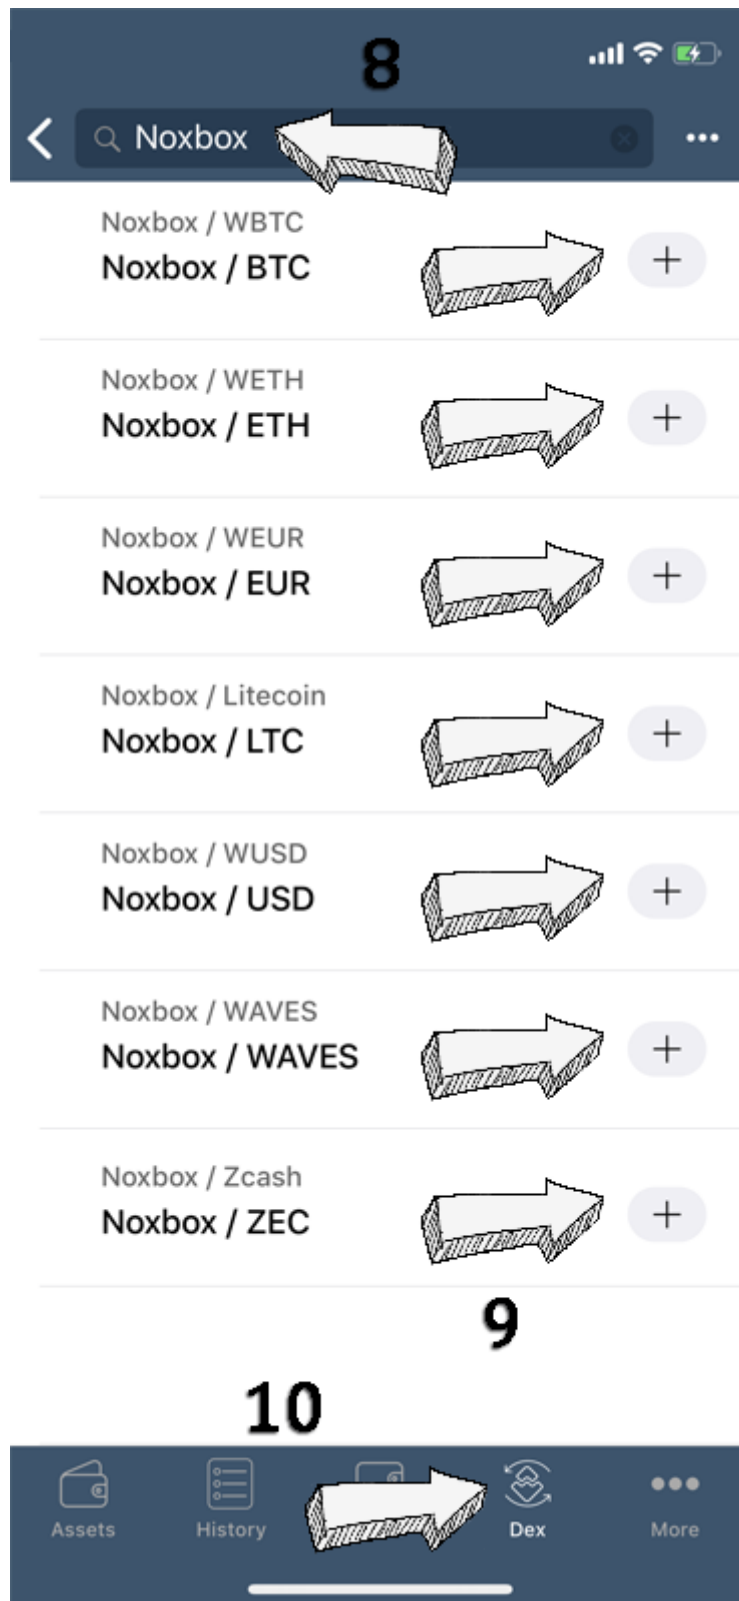 8
Noxbox
Noxbox / WBTC
Noxbox / BTC
Noxbox / WETH
Noxbox / ETH
Noxbox / WEUR
Noxbox / EUR
Noxbox / Litecoin
Noxbox / LTC
Noxbox / WUSD
Noxbox / USD
Noxbox / WAVES
Noxbox / WAVES
Noxbox / Zcash
Noxbox / ZEC
9
10
Assets History Dex More